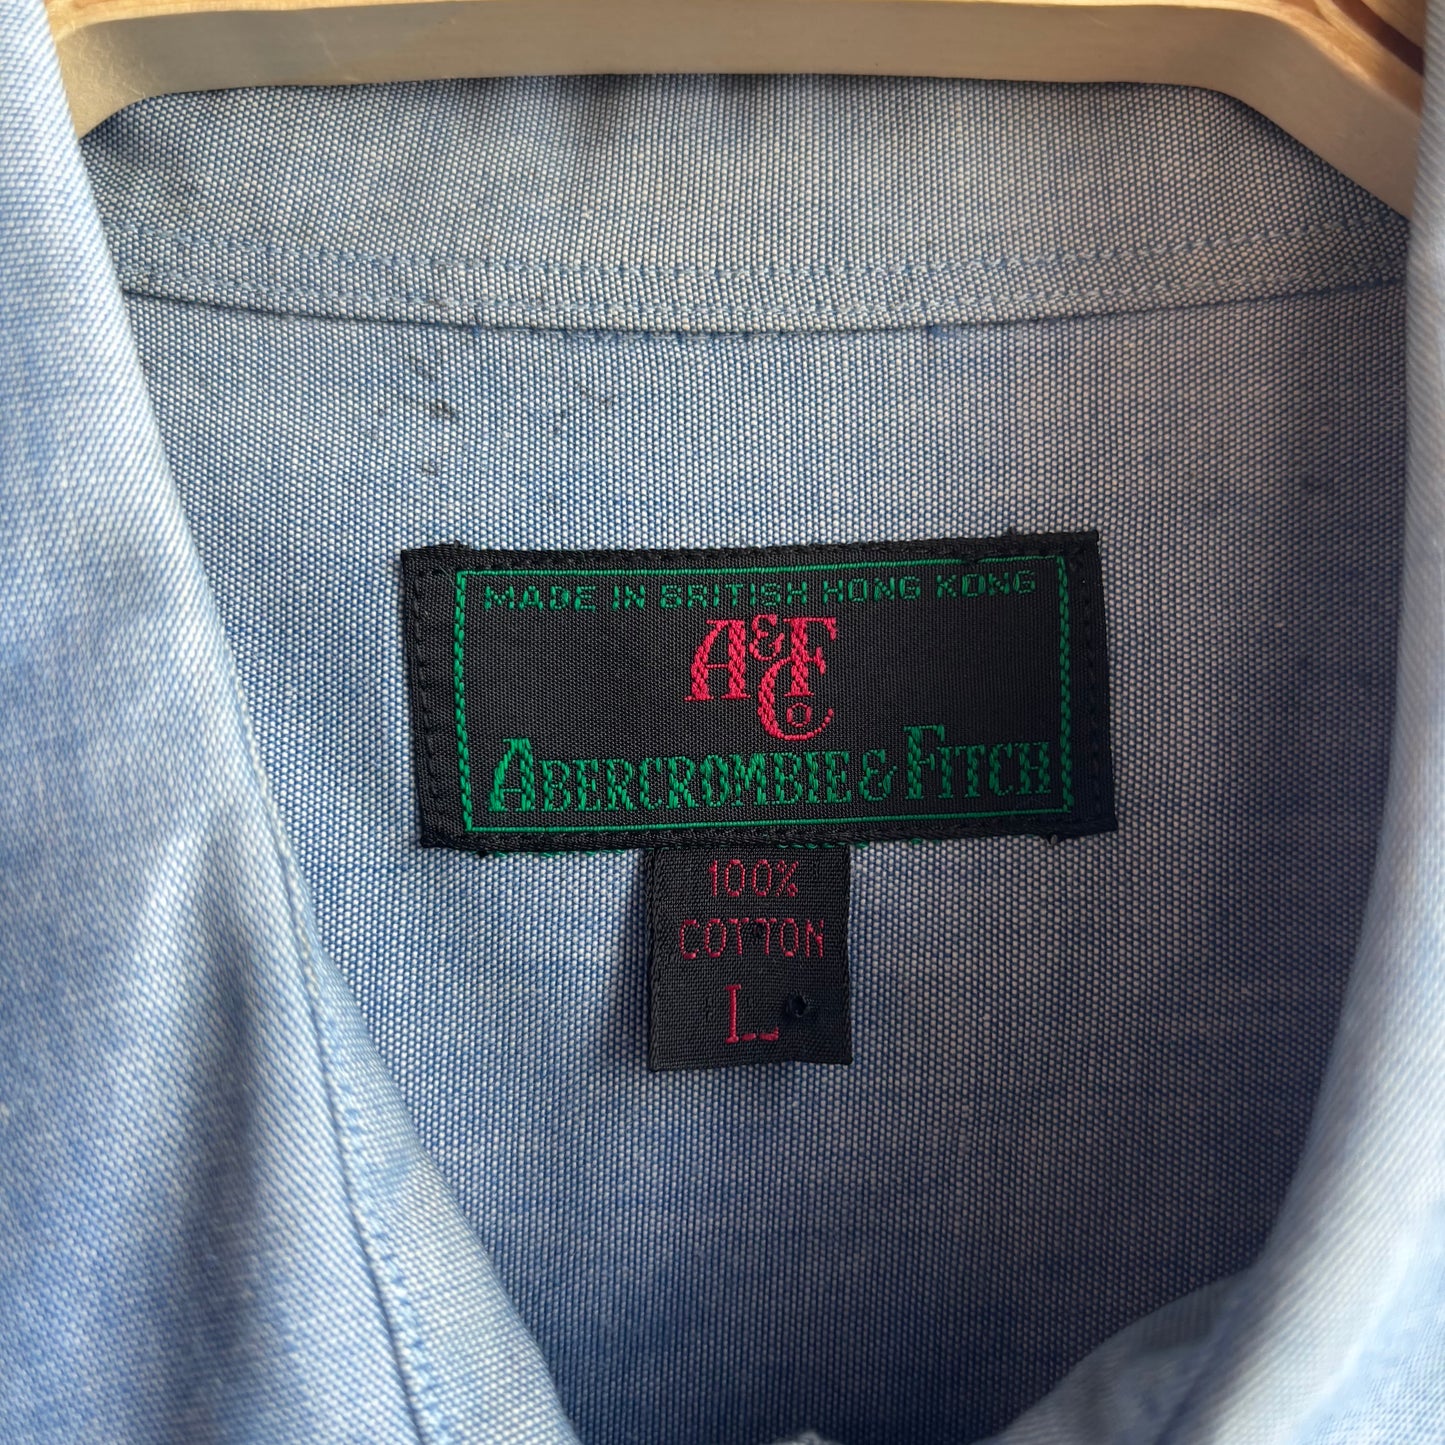 MADE IN BRITISH HONG KONG
A&F
Co
ABERCROMBIE & FITCH
100%
COTTON
L